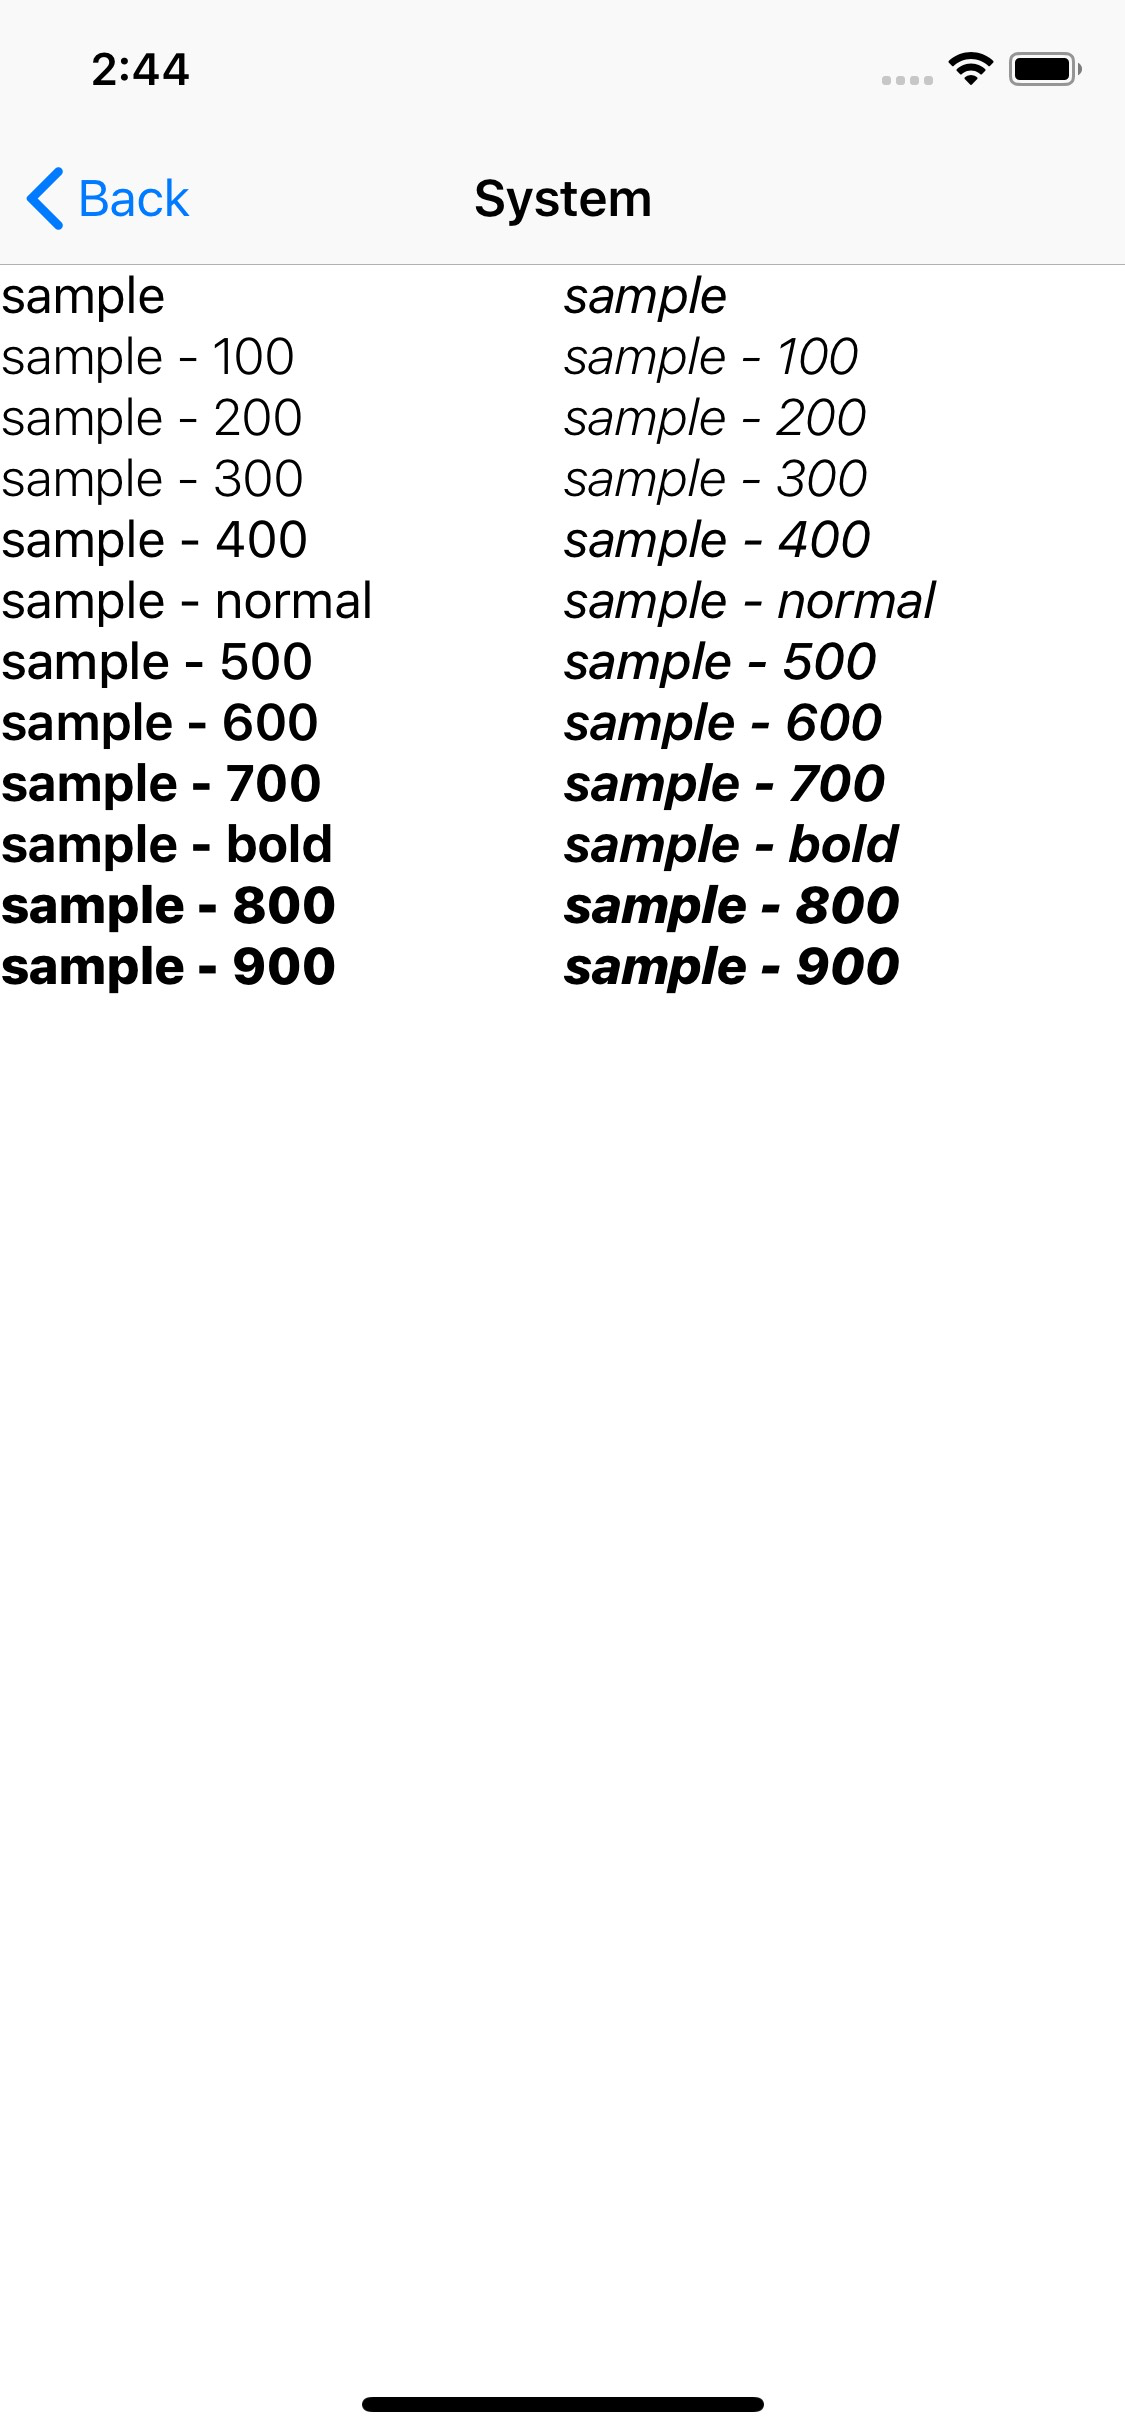 2:44
Back System
sample sample
sample - 100 sample - 100
sample - 200 sample - 200
sample - 300 sample - 300
sample - 400 sample - 400
sample - normal sample - normal
sample - 500 sample - 500
sample - 600 sample - 600
sample - 700 sample - 700
sample - bold sample - bold
sample - 800 sample - 800
sample - 900 sample - 900